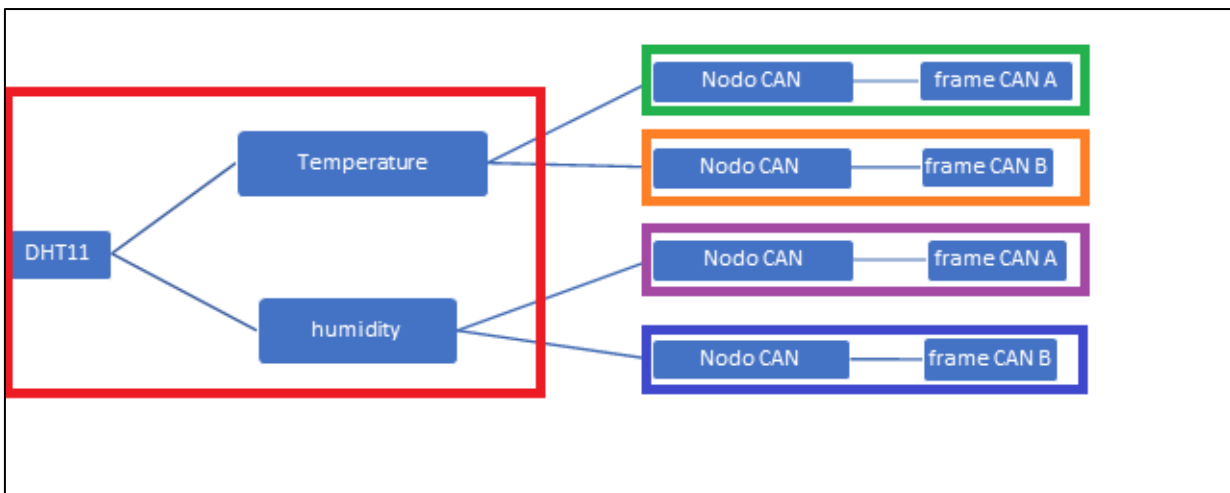 Nodo CAN
frame CAN A
Temperature
Nodo CAN
frame CAN B
DHT11
Nodo CAN
frame CAN A
humidity
Nodo CAN
frame CAN B